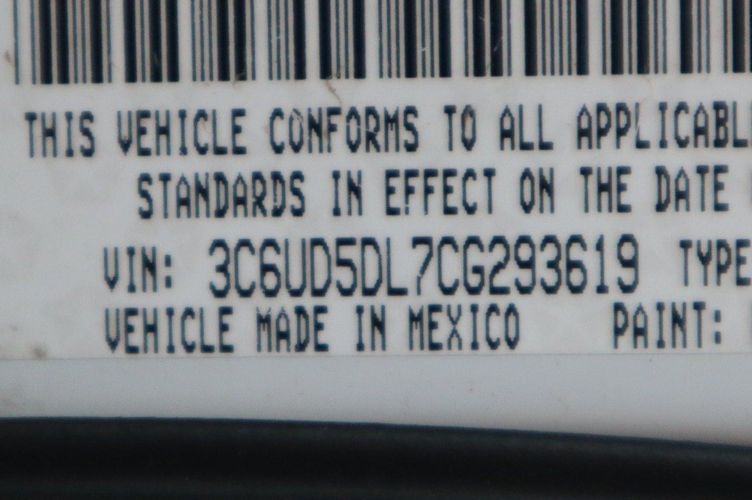 THIS VEHICLE CONFORMS TO ALL APPLICABL
STANDARDS IN EFFECT ON THE DATE
VIN: 3C6UD5DL7CG293619 TYPE
VEHICLE MADE IN MEXICO PAINT: